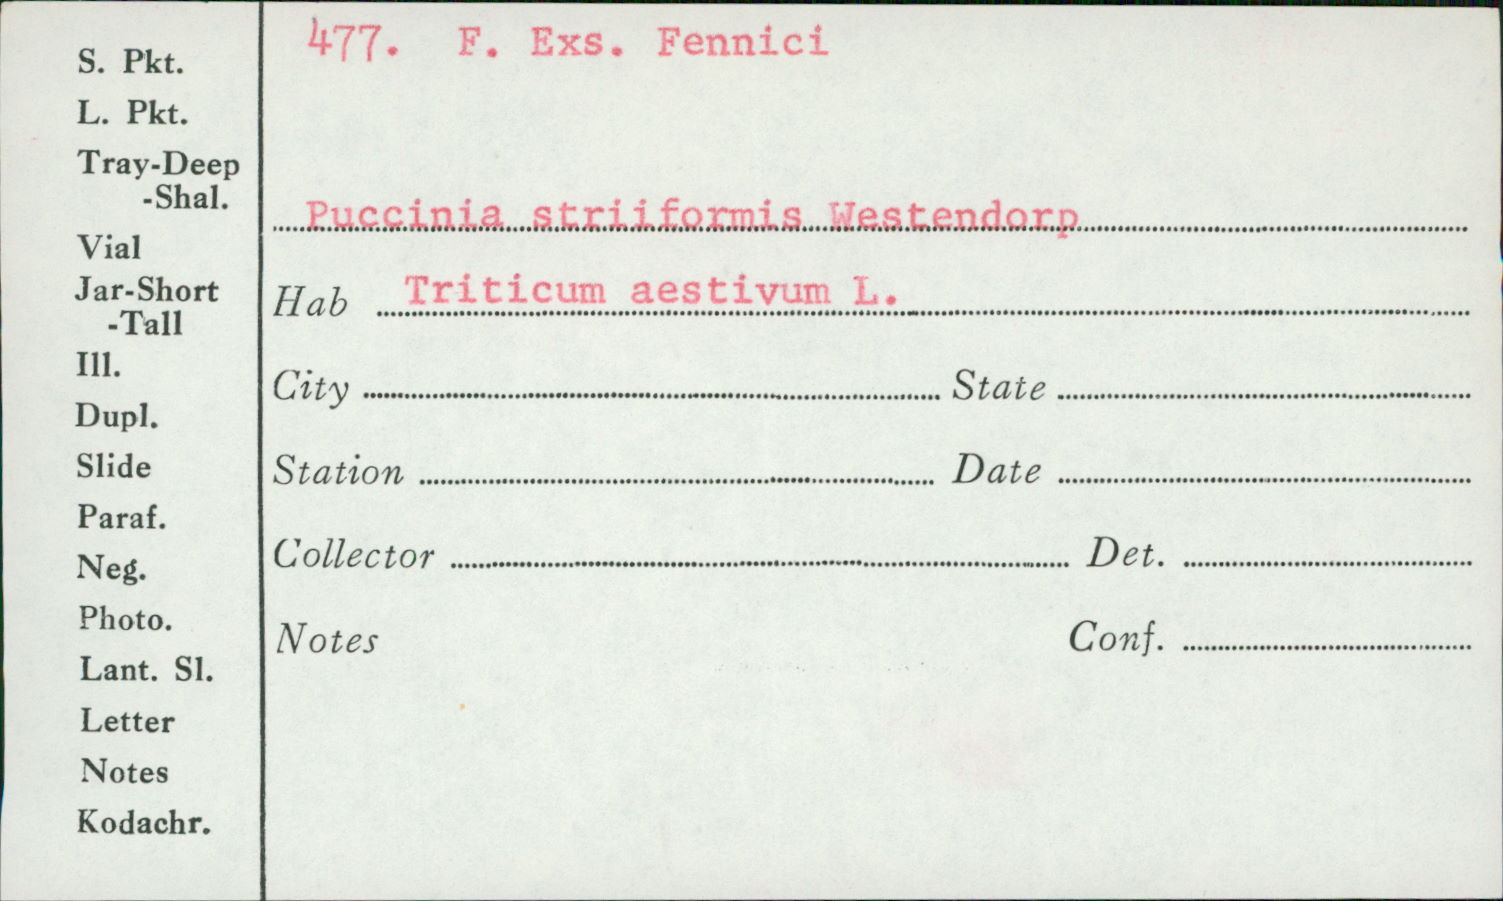 477. F. Exs. Fennici
S. Pkt.
L. Pkt.
Tray-Deep
-Shal.
Puccinia striiformis Westendorp
Vial
Jar-Short
-Tall
Hab Triticum aestivum L.
Ill.
City State
Dupl.
Slide
Station Date
Paraf.
Collector Det.
Neg.
Photo.
Notes Conf.
Lant. Sl.
Letter
Notes
Kodachr.